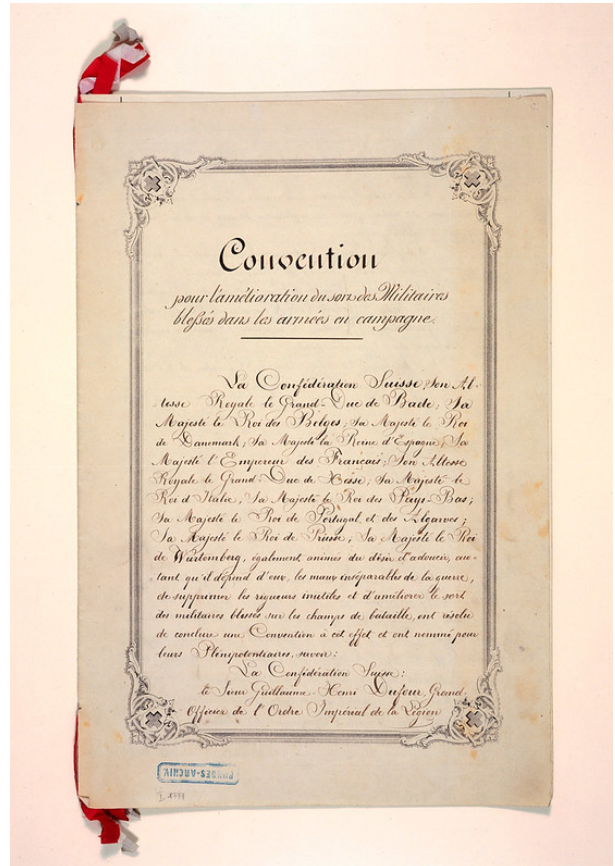 Convention
pour l'amélioration du sort des Militaires
blessés dans les armées en campagne.
La Confédération Suisse; Son Al-
tesse Royale le Grand-Duc de Bade; Sa
Majesté le Roi des Belges; Sa Majesté le Roi
de Danemark; Sa Majesté la Reine d'Espagne; Sa
Majesté l'Empereur des Français; Son Altesse
Royale le Grand-Duc de Hesse; Sa Majesté le
Roi d'Italie; Sa Majesté le Roi des Pays-Bas;
Sa Majesté le Roi de Portugal et des Algarves;
Sa Majesté le Roi de Prusse; Sa Majesté le Roi
de Würtemberg, également animés du désir d'adoucir, au-
tant qu'il dépend d'eux, les maux inséparables de la guerre,
de supprimer les rigueurs inutiles et d'améliorer le sort
des militaires blessés sur les champs de bataille, ont résolu
de conclure une Convention à cet effet et ont nommé pour
leurs Plénipotentiaires, savoir:
La Confédération Suisse:
le Sieur Guillaume-Henri Dufour, Grand
Officier de l'Ordre Impérial de la Légion
BUNDES-ARCHIV